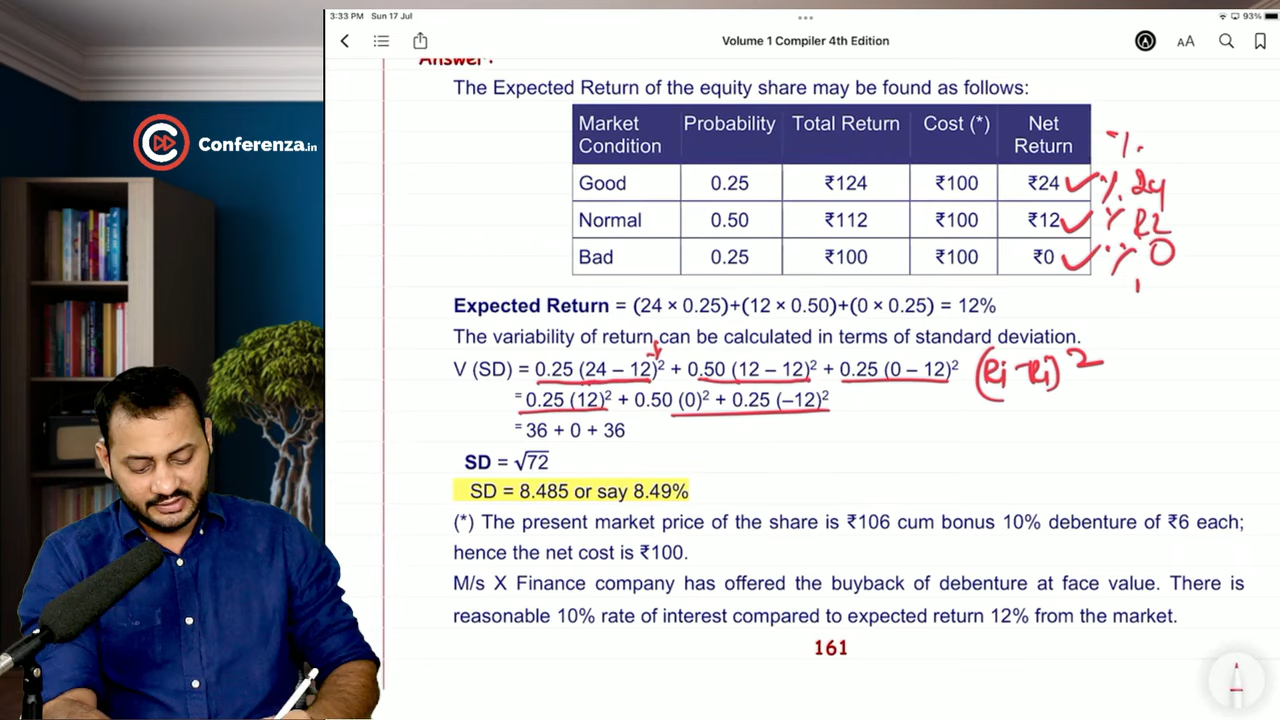 3:33 PM Sun 17 Jul
93%
Volume 1 Compiler 4th Edition
AA
Conferenza.in
Answer:
The Expected Return of the equity share may be found as follows:
Market Condition Probability Total Return Cost (*) Net Return
Good 0.25 ₹124 ₹100 ₹24
Normal 0.50 ₹112 ₹100 ₹12
Bad 0.25 ₹100 ₹100 ₹0
%
% 24
% 12
% 0
Expected Return = (24 × 0.25)+(12 × 0.50)+(0 × 0.25) = 12%
The variability of return can be calculated in terms of standard deviation.
V (SD) = 0.25 (24 – 12)² + 0.50 (12 – 12)² + 0.25 (0 – 12)²
= 0.25 (12)² + 0.50 (0)² + 0.25 (–12)²
= 36 + 0 + 36
SD = √72
SD = 8.485 or say 8.49%
(*) The present market price of the share is ₹106 cum bonus 10% debenture of ₹6 each;
hence the net cost is ₹100.
M/s X Finance company has offered the buyback of debenture at face value. There is
reasonable 10% rate of interest compared to expected return 12% from the market.
161